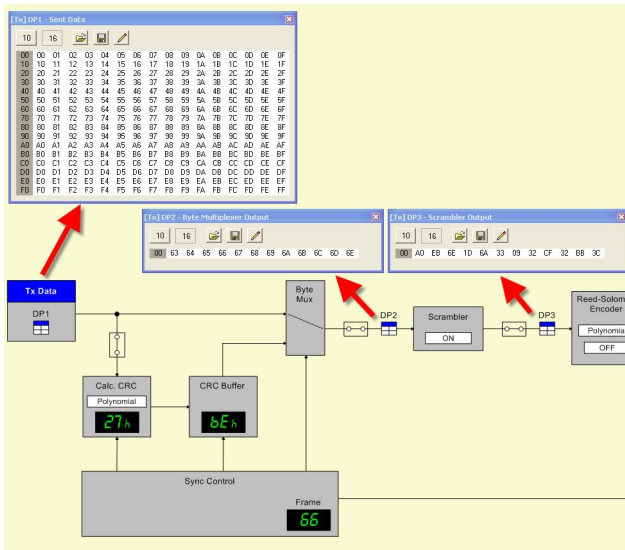 [Tx] DP1 - Sent Data
10 16
00 00 01 02 03 04 05 06 07 08 09 0A 0B 0C 0D 0E 0F
10 10 11 12 13 14 15 16 17 18 19 1A 1B 1C 1D 1E 1F
20 20 21 22 23 24 25 26 27 28 29 2A 2B 2C 2D 2E 2F
30 30 31 32 33 34 35 36 37 38 39 3A 3B 3C 3D 3E 3F
40 40 41 42 43 44 45 46 47 48 49 4A 4B 4C 4D 4E 4F
50 50 51 52 53 54 55 56 57 58 59 5A 5B 5C 5D 5E 5F
60 60 61 62 63 64 65 66 67 68 69 6A 6B 6C 6D 6E 6F
70 70 71 72 73 74 75 76 77 78 79 7A 7B 7C 7D 7E 7F
80 80 81 82 83 84 85 86 87 88 89 8A 8B 8C 8D 8E 8F
90 90 91 92 93 94 95 96 97 98 99 9A 9B 9C 9D 9E 9F
A0 A0 A1 A2 A3 A4 A5 A6 A7 A8 A9 AA AB AC AD AE AF
B0 B0 B1 B2 B3 B4 B5 B6 B7 B8 B9 BA BB BC BD BE BF
C0 C0 C1 C2 C3 C4 C5 C6 C7 C8 C9 CA CB CC CD CE CF
D0 D0 D1 D2 D3 D4 D5 D6 D7 D8 D9 DA DB DC DD DE DF
E0 E0 E1 E2 E3 E4 E5 E6 E7 E8 E9 EA EB EC ED EE EF
F0 F0 F1 F2 F3 F4 F5 F6 F7 F8 F9 FA FB FC FD FE FF
[Tx] DP2 - Byte Multiplexer Output
10 16
00 63 64 65 66 67 68 69 6A 6B 6C 6D 6E
[Tx] DP3 - Scrambler Output
10 16
00 A0 EB 6E 1D 6A 33 09 32 CF 32 BB 3C
Tx Data
DP1
Byte
Mux
DP2
Scrambler
ON
DP3
Reed-Solom
Encoder
Polynomia
OFF
Calc. CRC
Polynomial
27h
CRC Buffer
bEh
Sync Control
Frame
66